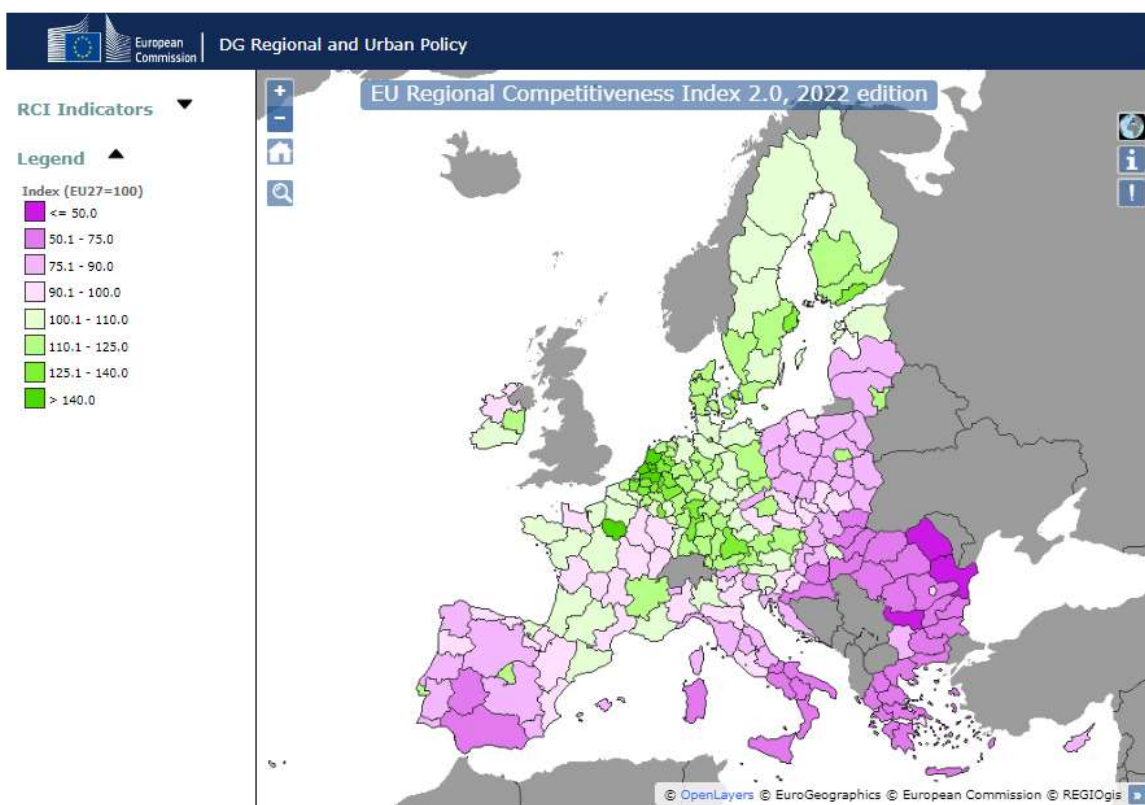 European
Commission
DG Regional and Urban Policy
RCI Indicators
Legend
Index (EU27=100)
<= 50.0
50.1 - 75.0
75.1 - 90.0
90.1 - 100.0
100.1 - 110.0
110.1 - 125.0
125.1 - 140.0
> 140.0
+
EU Regional Competitiveness Index 2.0, 2022 edition
−
i
!
© OpenLayers © EuroGeographics © European Commission © REGIOgis »